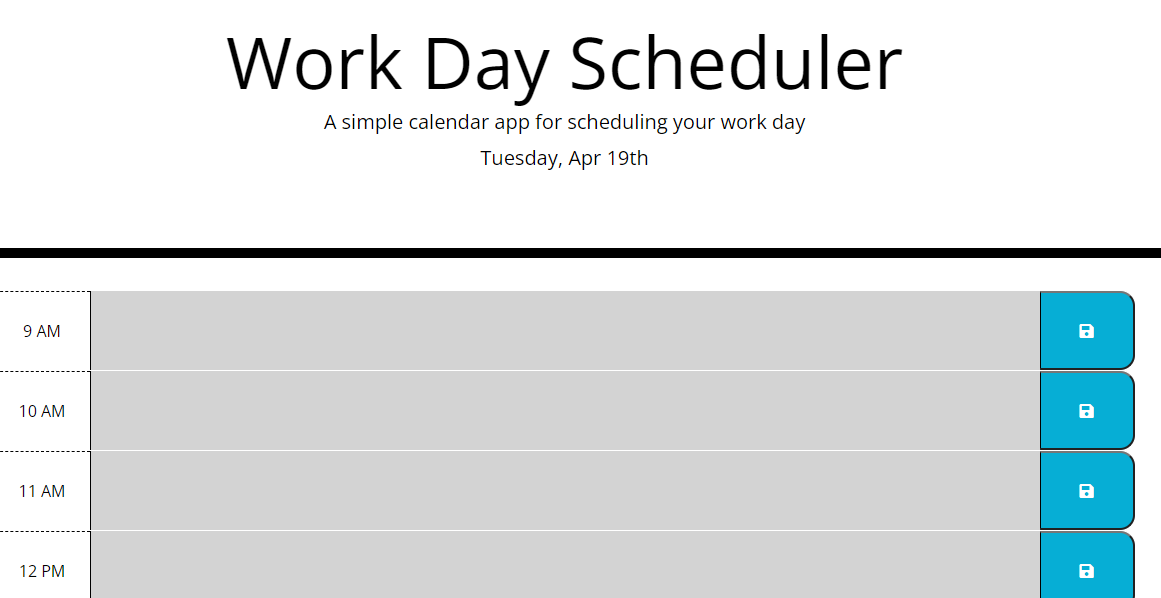 Work Day Scheduler
A simple calendar app for scheduling your work day
Tuesday, Apr 19th
9 AM
10 AM
11 AM
12 PM